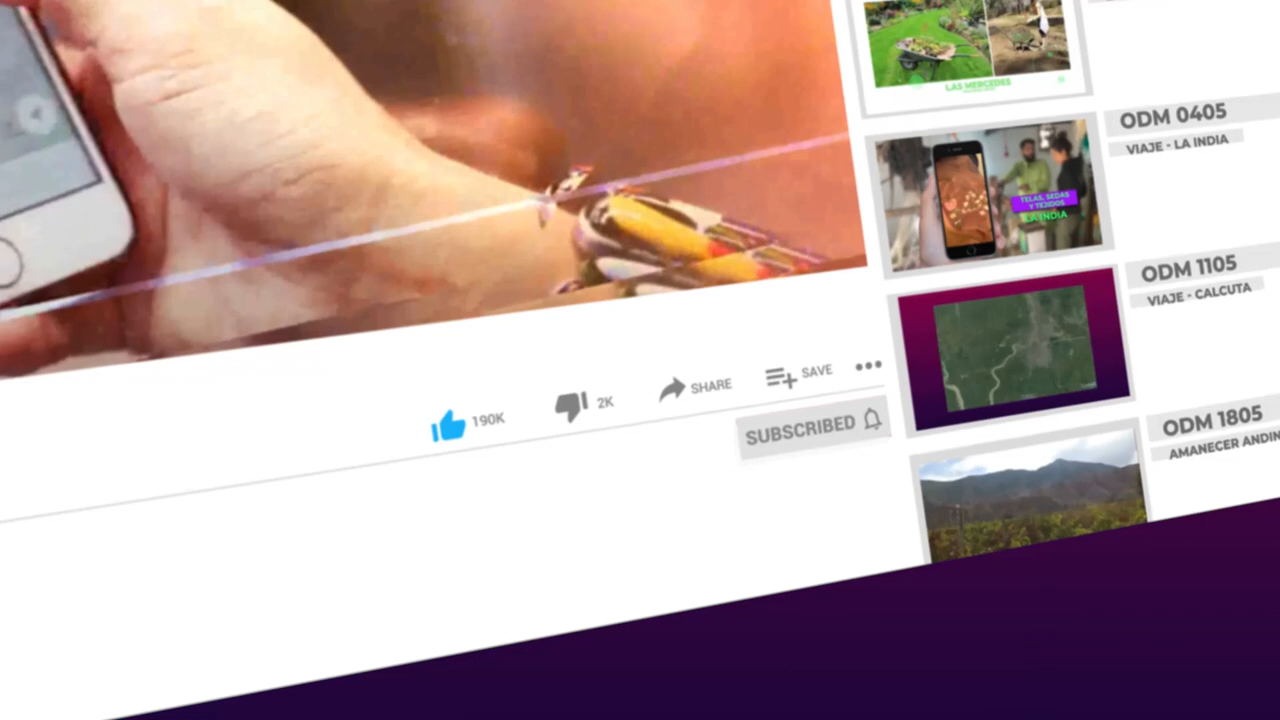 LAS MERCEDES
ODM 0405
VIAJE - LA INDIA
TELAS, SEDAS
Y TEJIDOS
LA INDIA
ODM 1105
VIAJE - CALCUTA
190K
2K
SHARE
SAVE
SUBSCRIBED
ODM 1805
AMANECER ANDIN